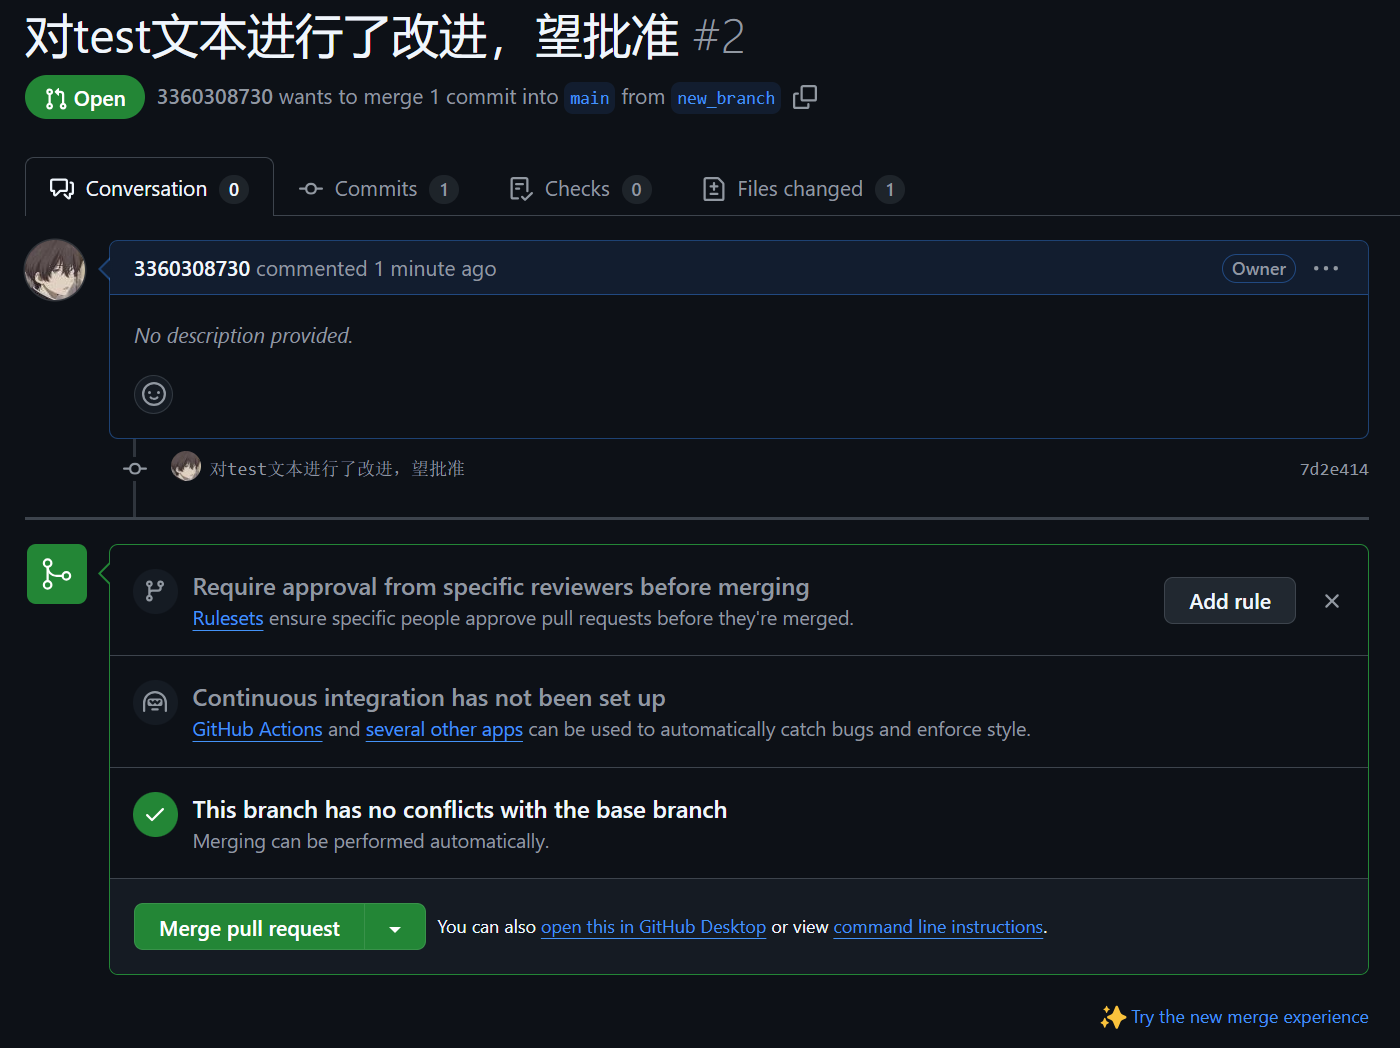 对test文本进行了改进，望批准 #2
Open 3360308730 wants to merge 1 commit into main from new_branch
Conversation 0 Commits 1 Checks 0 Files changed 1
3360308730 commented 1 minute ago Owner
No description provided.
对test文本进行了改进，望批准 7d2e414
Require approval from specific reviewers before merging
Rulesets ensure specific people approve pull requests before they're merged.
Add rule
Continuous integration has not been set up
GitHub Actions and several other apps can be used to automatically catch bugs and enforce style.
This branch has no conflicts with the base branch
Merging can be performed automatically.
Merge pull request You can also open this in GitHub Desktop or view command line instructions.
Try the new merge experience